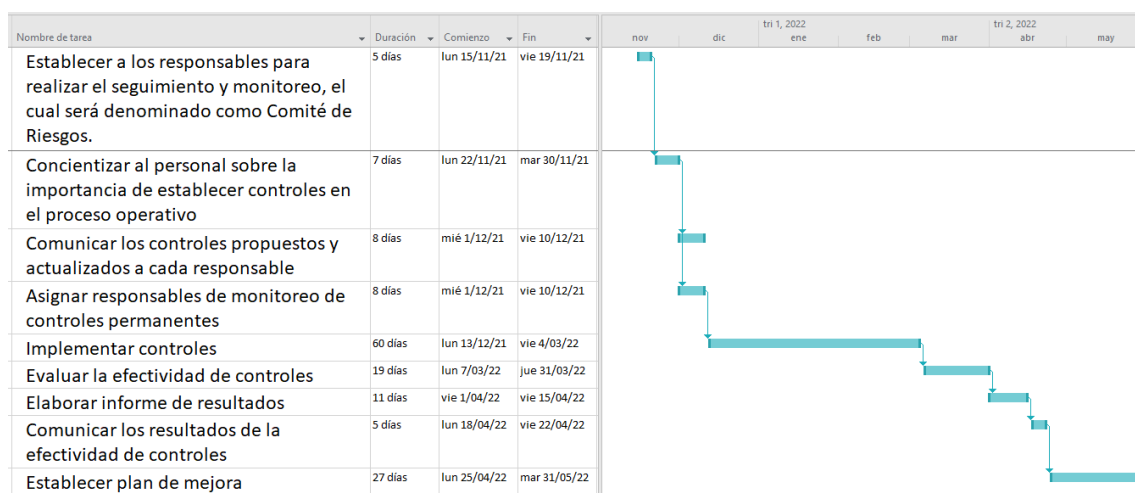 tri 1, 2022 tri 2, 2022
Nombre de tarea Duración Comienzo Fin nov dic ene feb mar abr may
Establecer a los responsables para 5 días lun 15/11/21 vie 19/11/21
realizar el seguimiento y monitoreo, el
cual será denominado como Comité de
Riesgos.
Concientizar al personal sobre la 7 días lun 22/11/21 mar 30/11/21
importancia de establecer controles en
el proceso operativo
Comunicar los controles propuestos y 8 días mié 1/12/21 vie 10/12/21
actualizados a cada responsable
Asignar responsables de monitoreo de 8 días mié 1/12/21 vie 10/12/21
controles permanentes
Implementar controles 60 días lun 13/12/21 vie 4/03/22
Evaluar la efectividad de controles 19 días lun 7/03/22 jue 31/03/22
Elaborar informe de resultados 11 días vie 1/04/22 vie 15/04/22
Comunicar los resultados de la 5 días lun 18/04/22 vie 22/04/22
efectividad de controles
Establecer plan de mejora 27 días lun 25/04/22 mar 31/05/22